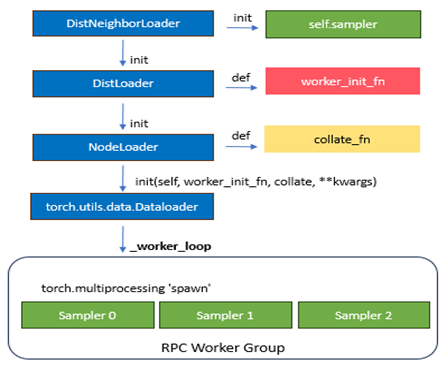 DistNeighborLoader
init
self.sampler
init
DistLoader
def
worker_init_fn
init
NodeLoader
def
collate_fn
init(self, worker_init_fn, collate, **kwargs)
torch.utils.data.Dataloader
_worker_loop
torch.multiprocessing 'spawn'
Sampler 0
Sampler 1
Sampler 2
RPC Worker Group